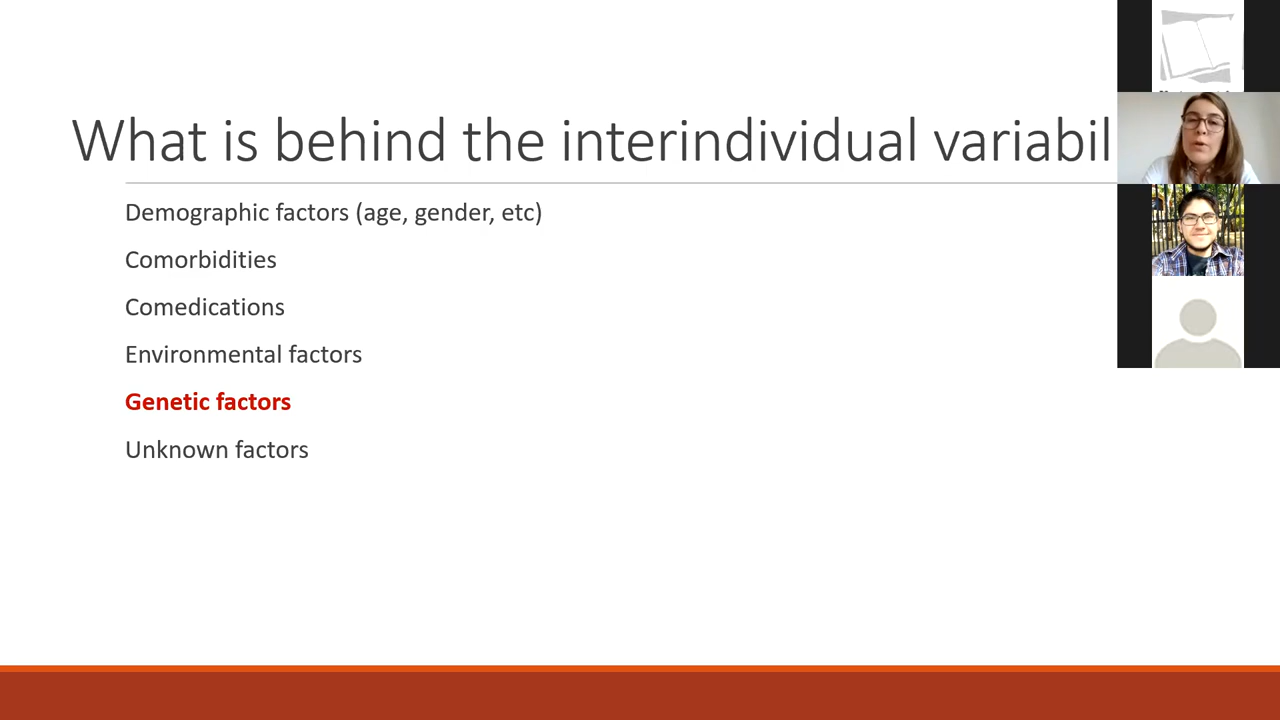 What is behind the interindividual variabil
Demographic factors (age, gender, etc)
Comorbidities
Comedications
Environmental factors
Genetic factors
Unknown factors